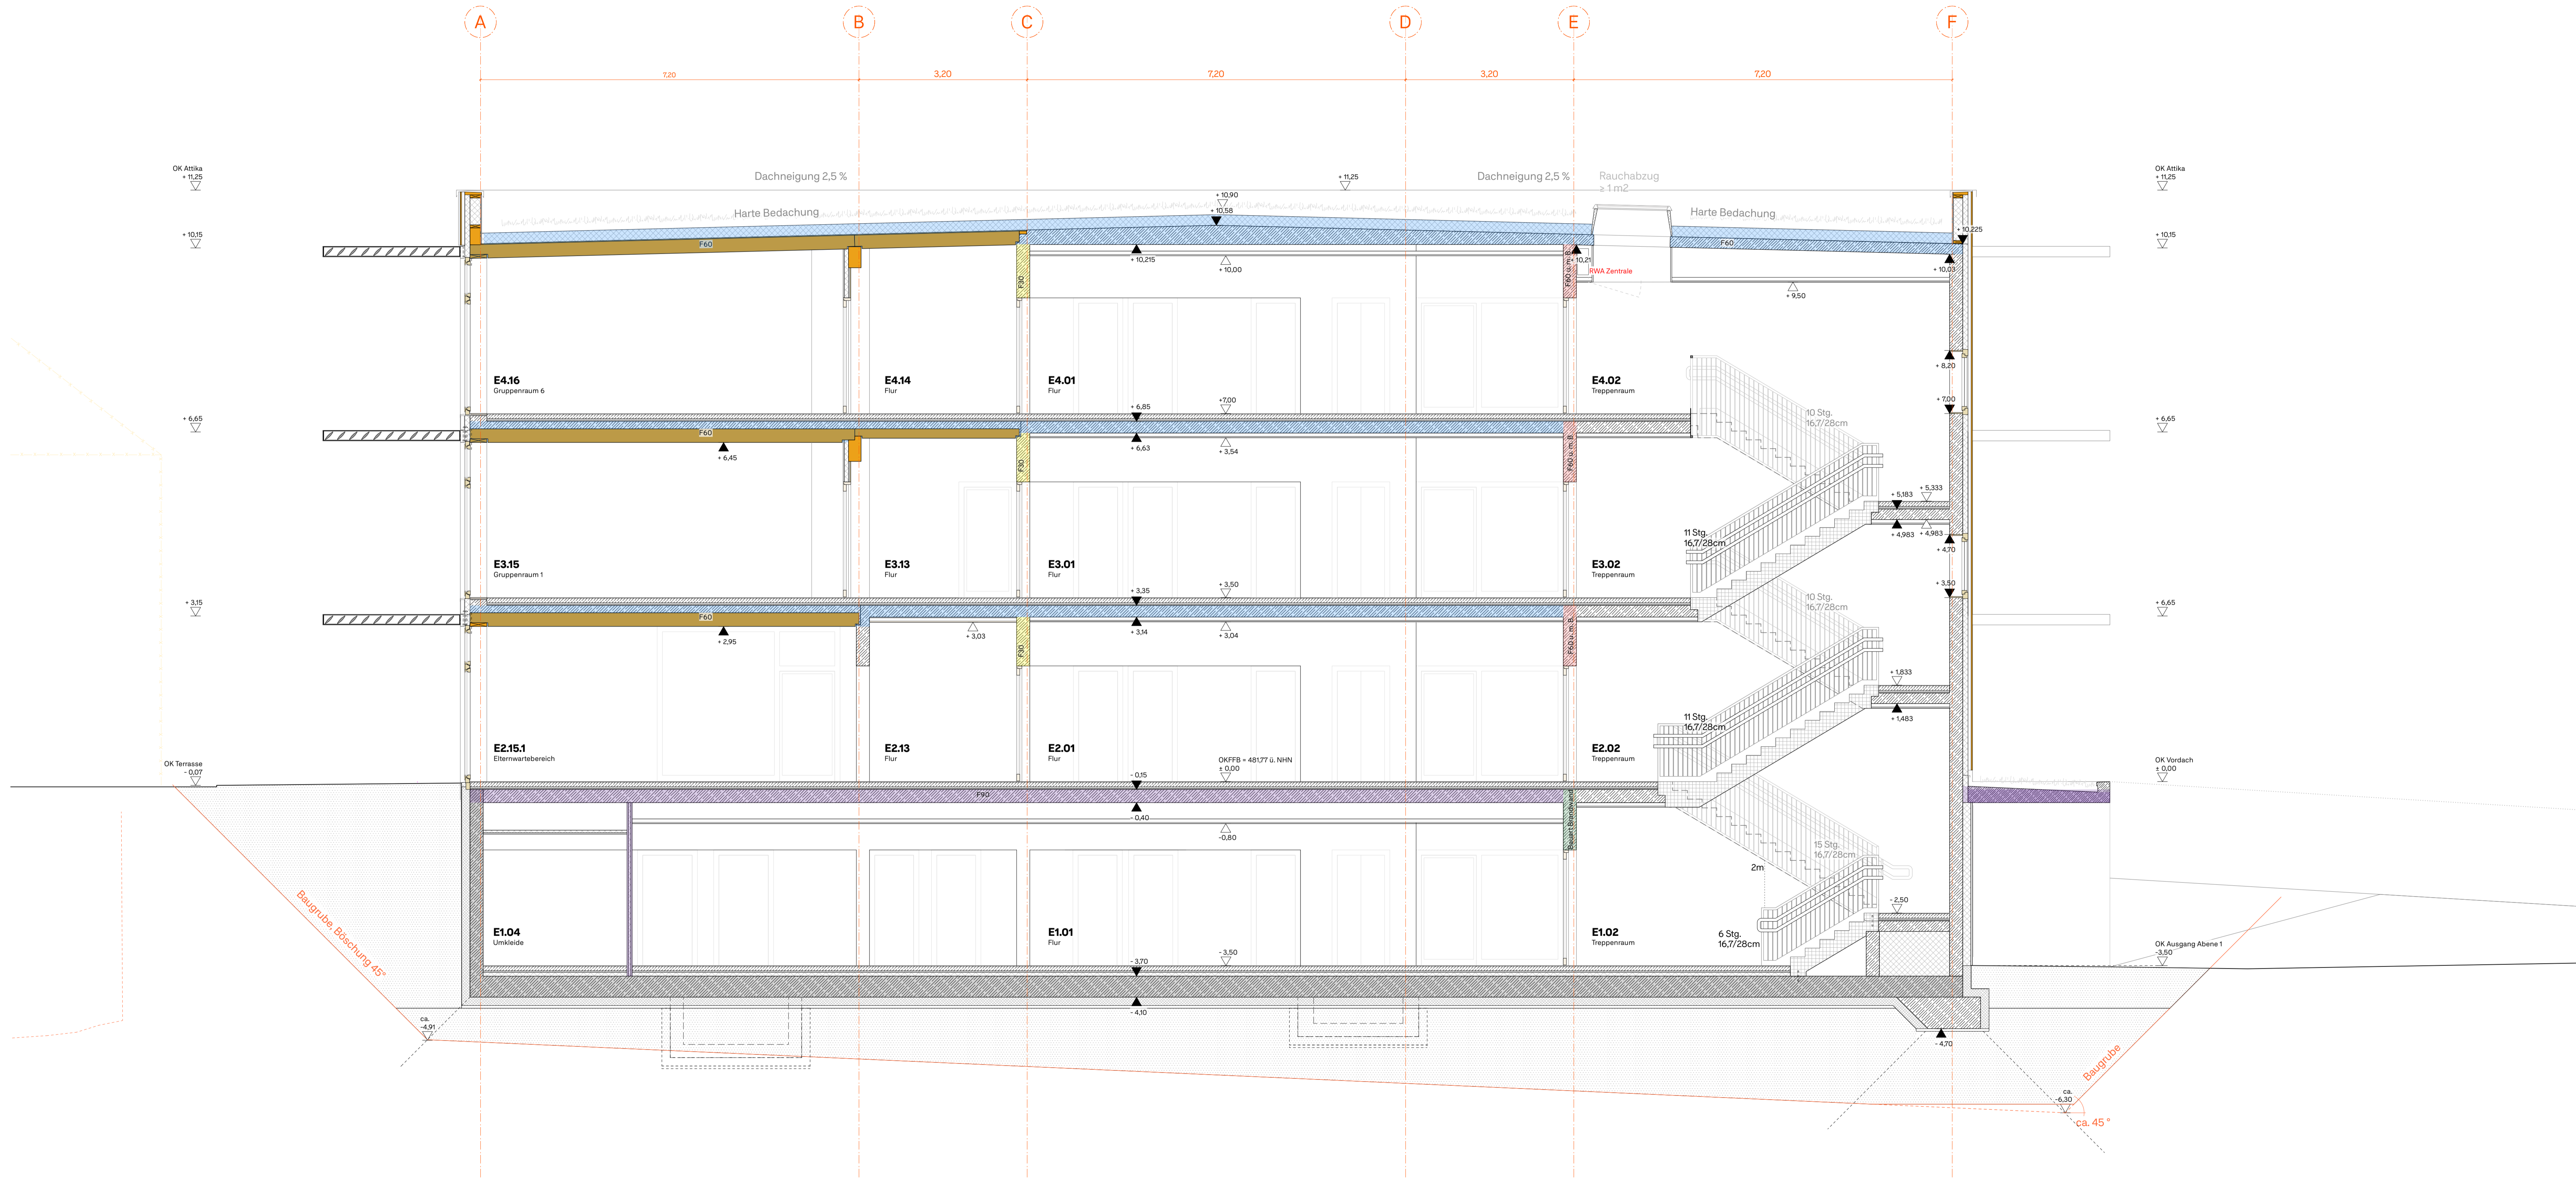 A
B
C
D
E
F
7,20
3,20
7,20
3,20
7,20
OK Attika
+ 11,25
Dachneigung 2,5 %
+ 11,25
Dachneigung 2,5 %
Rauchabzug
≥ 1 m2
OK Attika
+ 11,25
+ 10,90
+ 10,58
Harte Bedachung
Harte Bedachung
+ 10,15
F60
F60
+ 10,225
+ 10,15
+ 10,215
+ 10,00
F30
F60 u. m. B.
+ 10,21
RWA Zentrale
+ 10,03
+ 9,50
+ 8,20
E4.16
Gruppenraum 6
E4.14
Flur
E4.01
Flur
E4.02
Treppenraum
+ 7,00
+ 6,65
+ 6,85
+7,00
10 Stg.
16,7/28cm
+ 6,65
F60
+ 6,45
+ 6,63
+ 3,54
F30
F60 u. m. B.
+ 5,183
+ 5,333
+ 4,983
+ 4,983
+ 4,70
11 Stg.
16,7/28cm
E3.15
Gruppenraum 1
E3.13
Flur
E3.01
Flur
E3.02
Treppenraum
+ 3,50
+ 3,15
+ 3,35
+ 3,50
10 Stg.
16,7/28cm
+ 6,65
F60
+ 2,95
+ 3,03
+ 3,14
+ 3,04
F30
F60 u. m. B.
+ 1,833
+ 1,483
11 Stg.
16,7/28cm
E2.15.1
Elternwartebereich
E2.13
Flur
E2.01
Flur
E2.02
Treppenraum
OK Terrasse
- 0,07
- 0,15
OKFFB = 481,77 ü. NHN
± 0,00
OK Vordach
± 0,00
F90
- 0,40
-0,80
Bauart Brandwand
15 Stg.
16,7/28cm
2m
- 2,50
6 Stg.
16,7/28cm
E1.04
Umkleide
E1.01
Flur
E1.02
Treppenraum
Baugrube, Böschung 45°
- 3,70
- 3,50
OK Ausgang Abene 1
-3,50
- 4,10
ca.
-4,91
- 4,70
Baugrube
ca.
-6,30
ca. 45 °